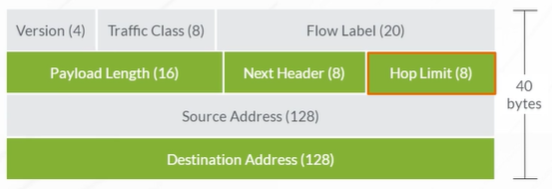 Version (4) Traffic Class (8) Flow Label (20)
Payload Length (16) Next Header (8) Hop Limit (8)
Source Address (128)
Destination Address (128)
40
bytes